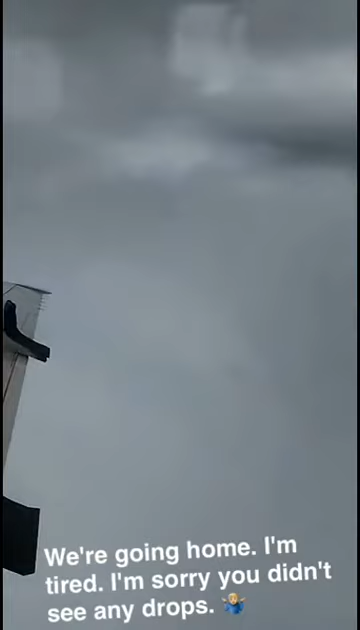 We're going home. I'm
tired. I'm sorry you didn't
see any drops. 🤷🏼‍♂️